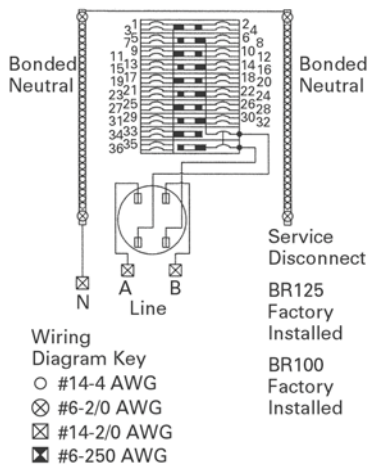 1 2
3 4
5 6
7 8
9 10
11 12
13 14
15 16
17 18
19 20
21 22
23 24
25 26
27 28
29 30
31 32
34 33
36 35
Bonded Neutral
Bonded Neutral
N
A
B
Line
Service
Disconnect
BR125
Factory
Installed
BR100
Factory
Installed
Wiring
Diagram Key
#14-4 AWG
#6-2/0 AWG
#14-2/0 AWG
#6-250 AWG